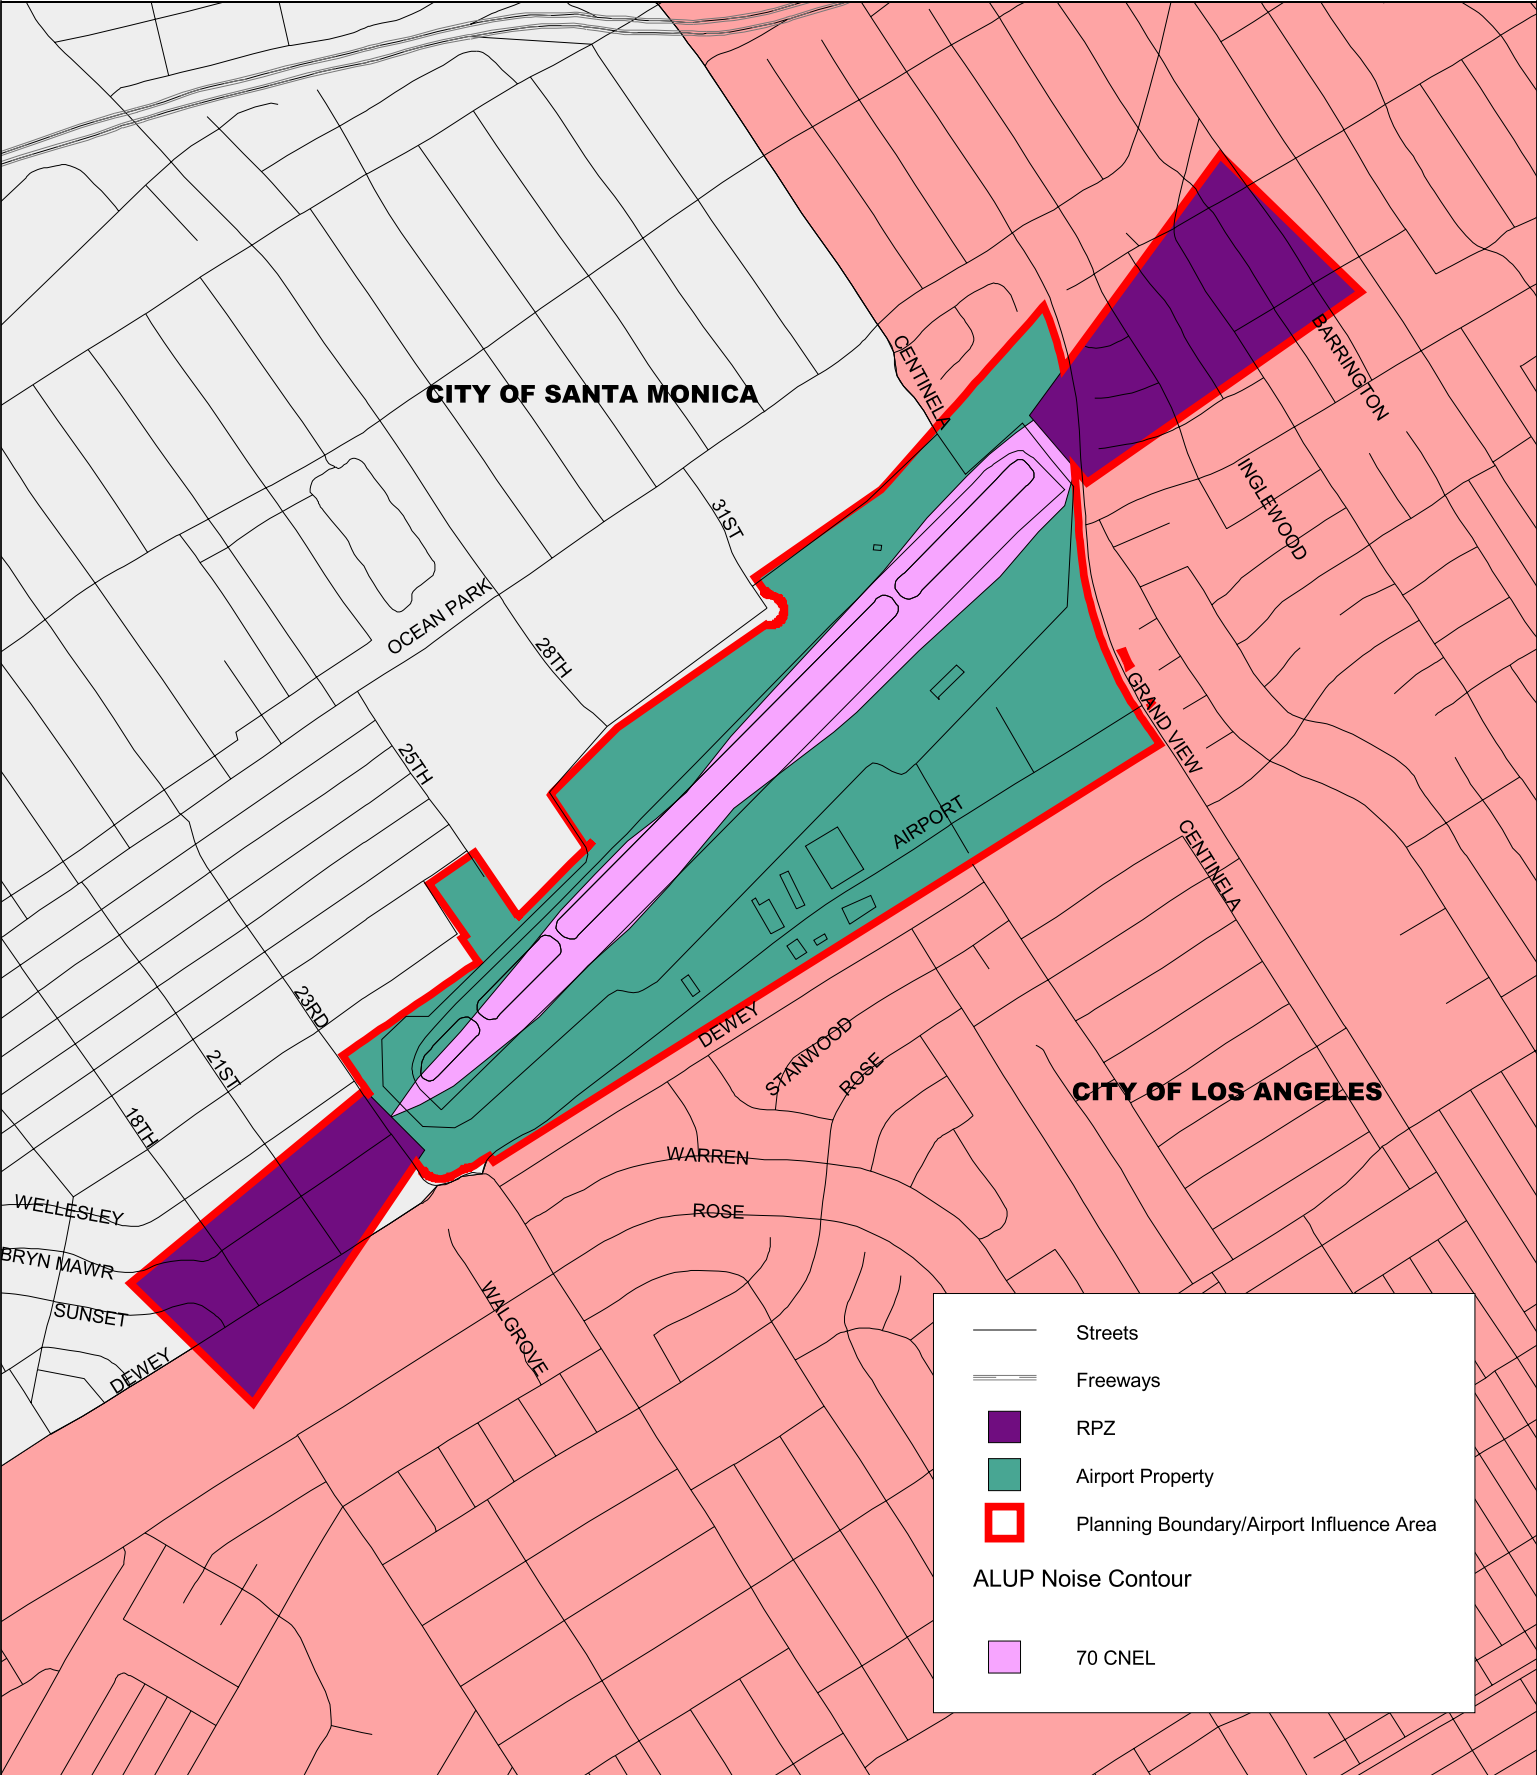 CENTINELA
BARRINGTON
CITY OF SANTA MONICA
INGLEWOOD
31ST
OCEAN PARK
28TH
GRAND VIEW
25TH
AIRPORT
CENTINELA
23RD
DEWEY
STANWOOD
ROSE
21ST
CITY OF LOS ANGELES
18TH
WARREN
WELLESLEY
ROSE
BRYN MAWR
SUNSET
WALGROVE
DEWEY
Streets
Freeways
RPZ
Airport Property
Planning Boundary/Airport Influence Area
ALUP Noise Contour
70 CNEL